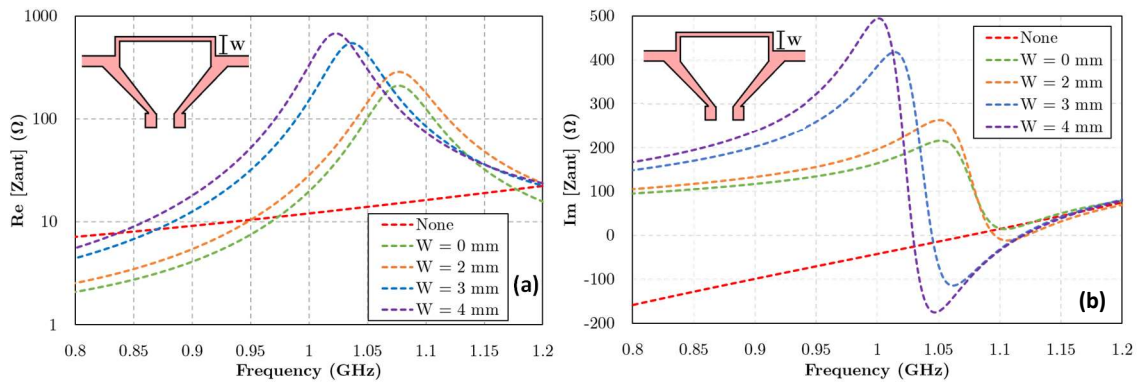 1000
100
10
1
Re [Zant] (Ω)
W
None
W = 0 mm
W = 2 mm
W = 3 mm
W = 4 mm
(a)
0.8 0.85 0.9 0.95 1 1.05 1.1 1.15 1.2
Frequency (GHz)
500
400
300
200
100
0
-100
-200
Im [Zant] (Ω)
W
None
W = 0 mm
W = 2 mm
W = 3 mm
W = 4 mm
(b)
0.8 0.85 0.9 0.95 1 1.05 1.1 1.15 1.2
Frequency (GHz)